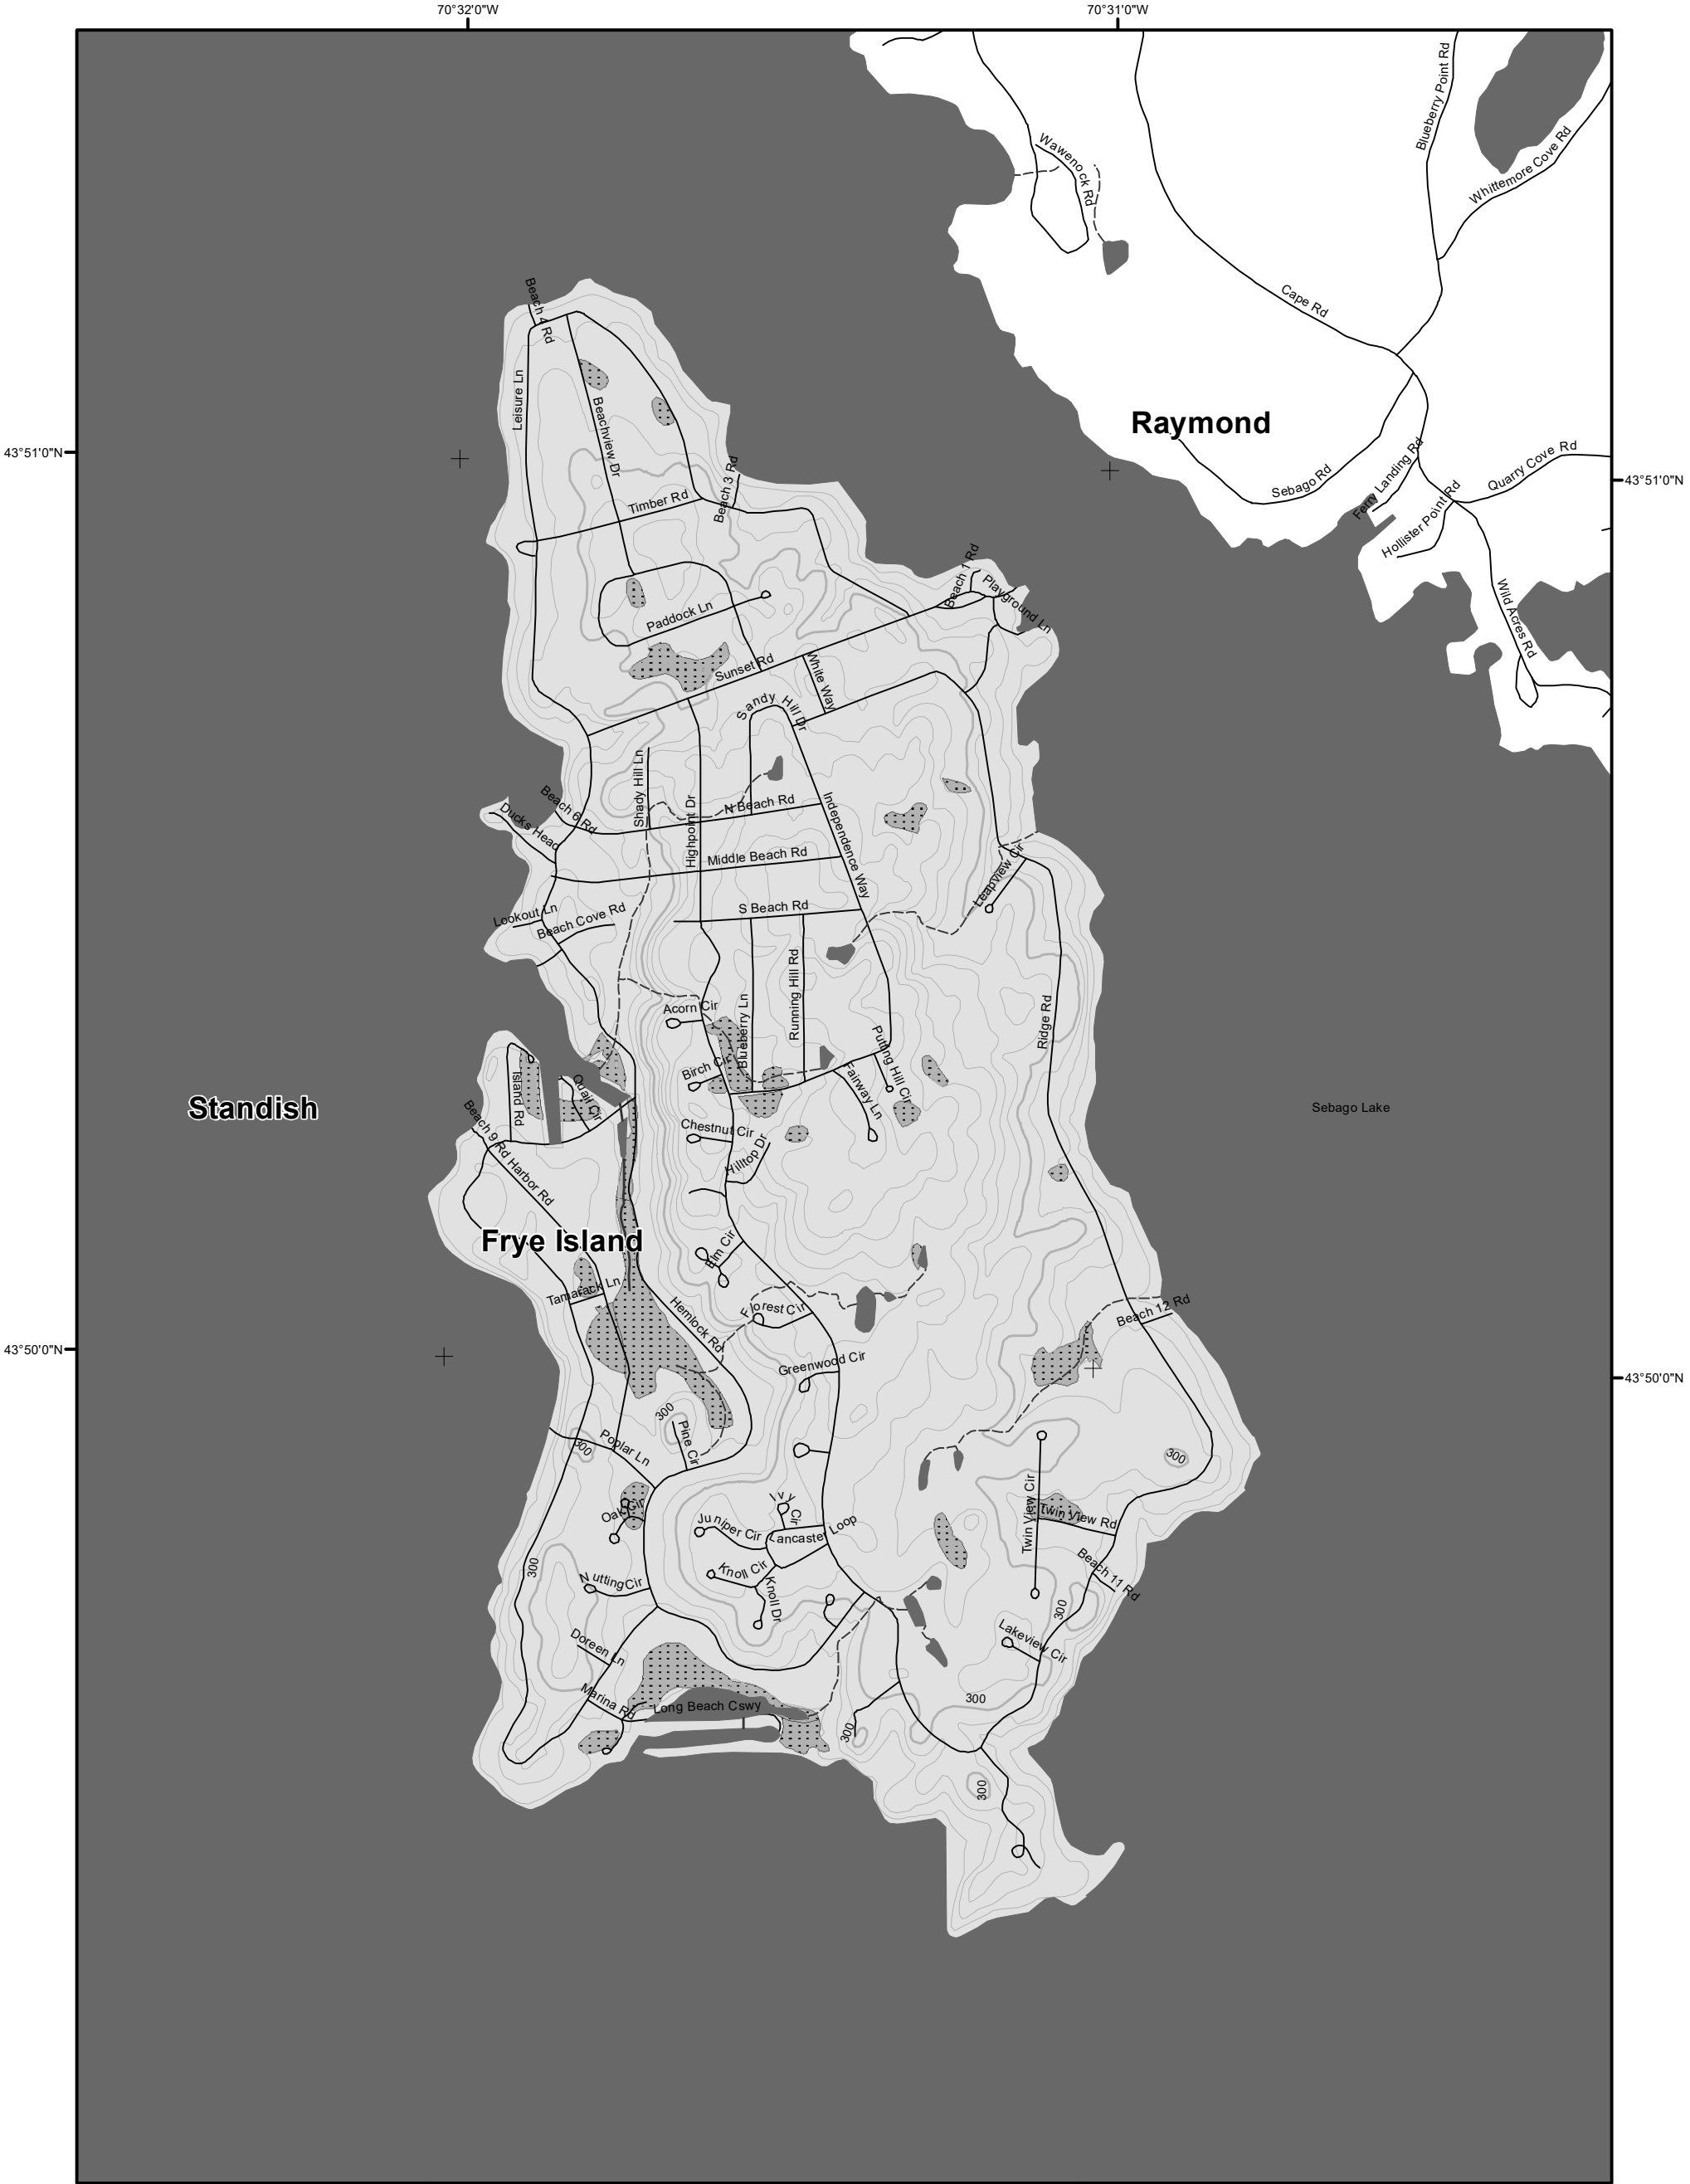 70°32'0"W
70°31'0"W
Blueberry Point Rd
Wawenock Rd
Whittemore Cove Rd
Beach 4 Rd
Cape Rd
Leisure Ln
Beachview Dr
Raymond
43°51'0"N
43°51'0"N
Beach 3 Rd
Timber Rd
Sebago Rd
Ferry Landing Rd
Quarry Cove Rd
Hollister Point Rd
Beach 1 Rd
Playground Ln
Paddock Ln
Wild Acres Rd
Sunset Rd
White Way
Sandy Hill Dr
Shady Hill Ln
Beach 6 Rd
Ducks Head
N Beach Rd
Highpoint Dr
Independence Way
Middle Beach Rd
Leapview Cir
Lookout Ln
Beach Cove Rd
S Beach Rd
Running Hill Rd
Blueberry Ln
Acorn Cir
Ridge Rd
Birch Cir
Putting Hill Cir
Fairway Ln
Island Rd
Quail Cir
Standish
Sebago Lake
Beach 9 Rd
Harbor Rd
Chestnut Cir
Hilltop Dr
Frye Island
Elm Cir
Tamarack Ln
Hemlock Rd
Forest Cir
Beach 12 Rd
43°50'0"N
43°50'0"N
Greenwood Cir
300
Pine Cir
300
Poplar Ln
300
Oak Cir
Ivy Cir
Juniper Cir
Lancaster Loop
Twin View Cir
Twin View Rd
300
Nutting Cir
Knoll Cir
Knoll Dr
Beach 11 Rd
300
Doreen Ln
Lakeview Cir
Marina Rd
Long Beach Cswy
300
300
300